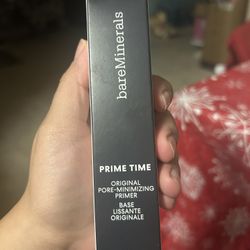 bareMinerals
PRIME TIME
ORIGINAL
PORE-MINIMIZING
PRIMER
BASE
LISSANTE
ORIGINALE